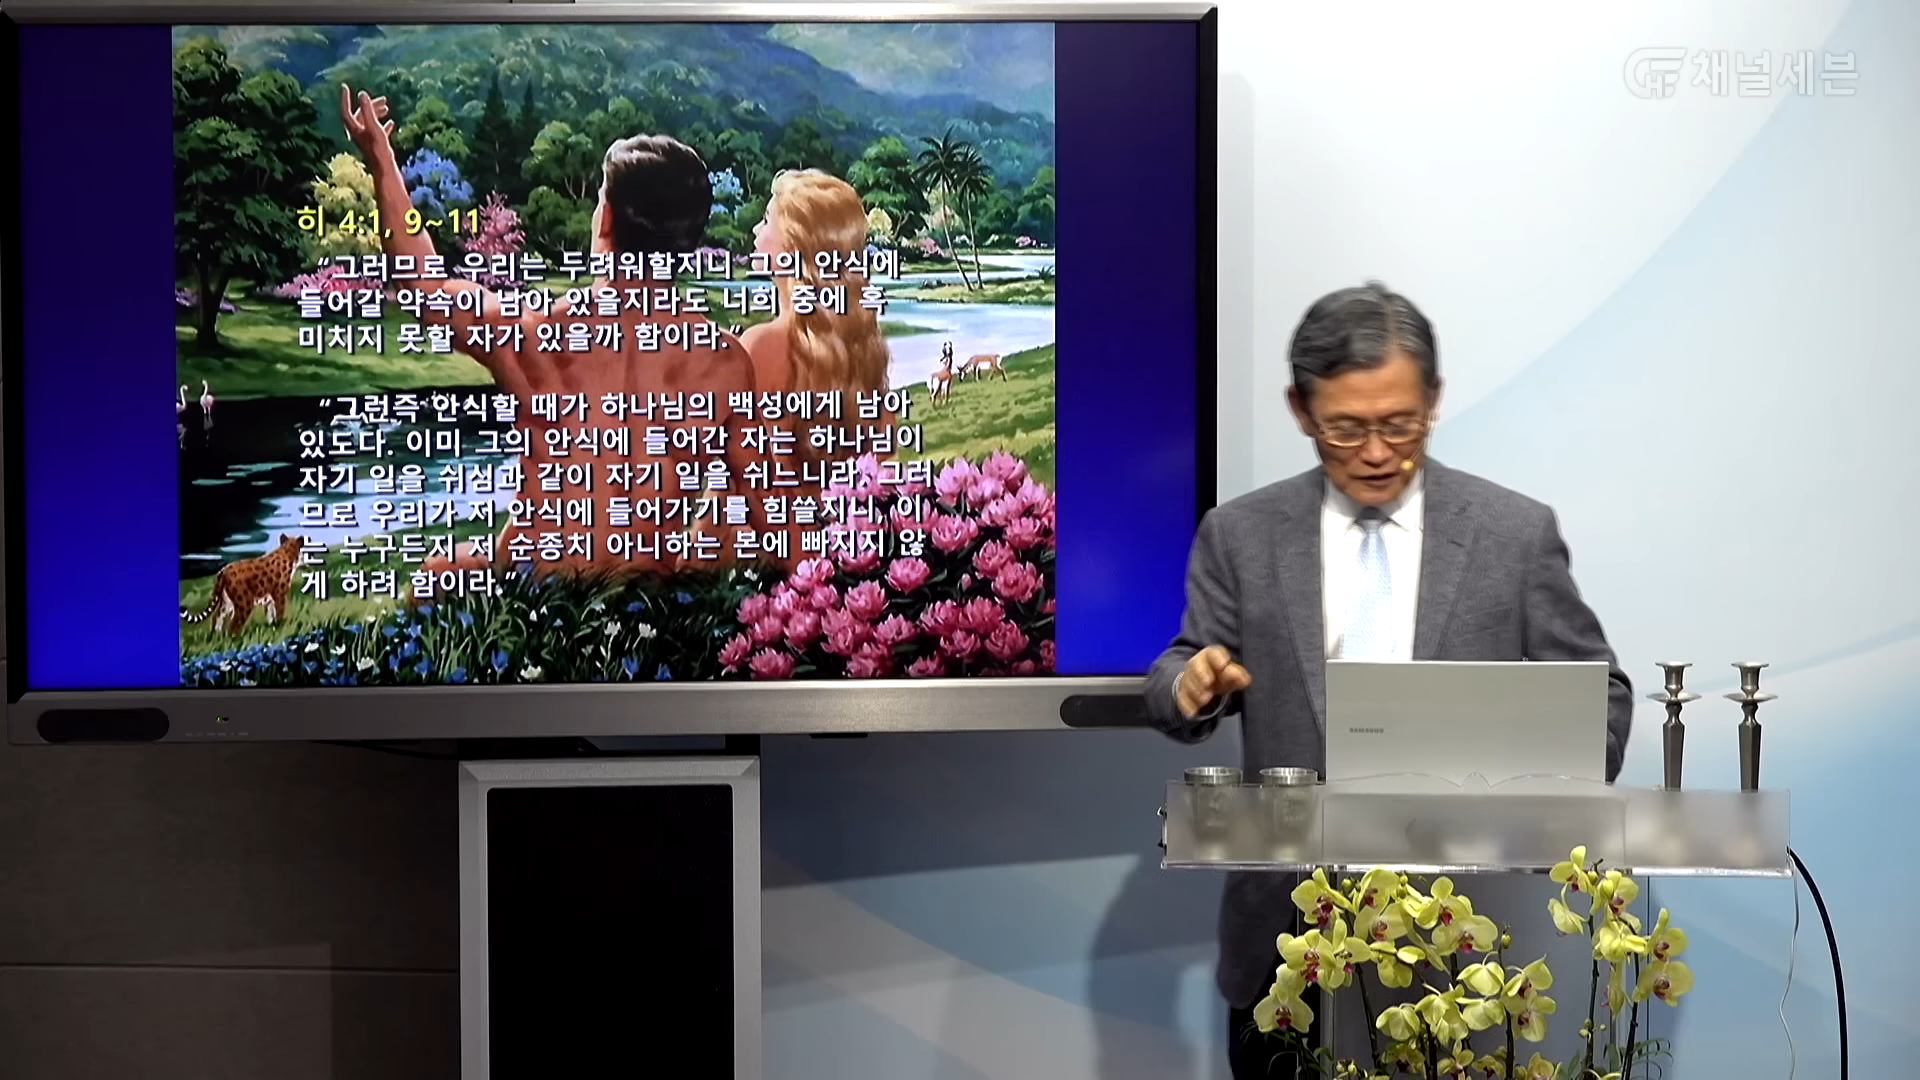 채널세븐
히 4:1, 9~11
“그러므로 우리는 두려워할지니 그의 안식에
들어갈 약속이 남아 있을지라도 너희 중에 혹
미치지 못할 자가 있을까 함이라.”
“그런즉 안식할 때가 하나님의 백성에게 남아
있도다. 이미 그의 안식에 들어간 자는 하나님이
자기 일을 쉬심과 같이 자기 일을 쉬느니라. 그러
므로 우리가 저 안식에 들어가기를 힘쓸지니, 이
는 누구든지 저 순종치 아니하는 본에 빠지지 않
게 하려 함이라.”
SAMSUNG